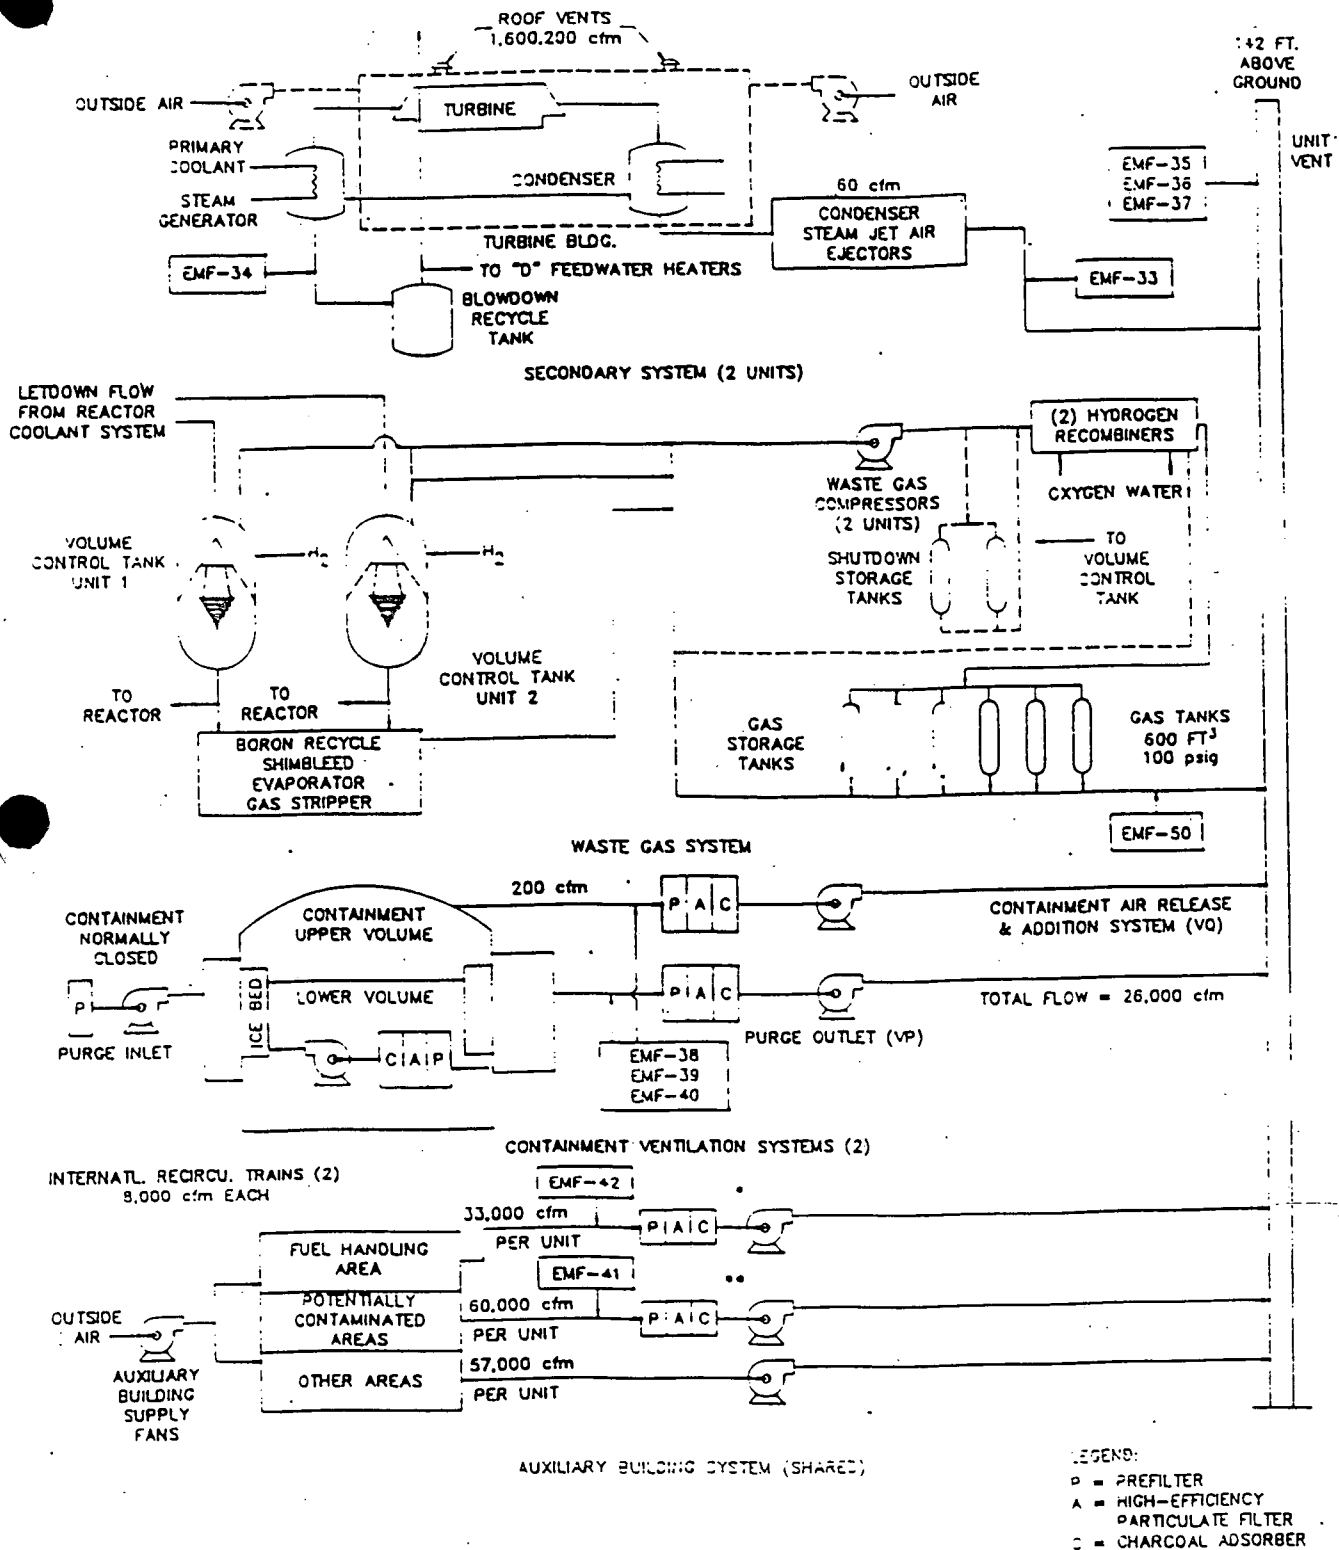 ROOF VENTS
1,600,200 cfm
:42 FT.
ABOVE
GROUND
OUTSIDE AIR
TURBINE
OUTSIDE
AIR
UNIT
VENT
PRIMARY
COOLANT
STEAM
GENERATOR
CONDENSER
60 cfm
CONDENSER
STEAM JET AIR
EJECTORS
EMF-35
EMF-36
EMF-37
TURBINE BLDG.
EMF-34
TO "D" FEEDWATER HEATERS
EMF-33
BLOWDOWN
RECYCLE
TANK
SECONDARY SYSTEM (2 UNITS)
LETDOWN FLOW
FROM REACTOR
COOLANT SYSTEM
(2) HYDROGEN
RECOMBINERS
WASTE GAS
COMPRESSORS
(2 UNITS)
OXYGEN WATER
VOLUME
CONTROL TANK
UNIT 1
H2
H2
SHUTDOWN
STORAGE
TANKS
TO
VOLUME
CONTROL
TANK
VOLUME
CONTROL TANK
UNIT 2
TO
REACTOR
TO
REACTOR
GAS
STORAGE
TANKS
GAS TANKS
600 FT3
100 psig
BORON RECYCLE
SHIMBLEED
EVAPORATOR
GAS STRIPPER
EMF-50
WASTE GAS SYSTEM
200 cfm
CONTAINMENT
NORMALLY
CLOSED
CONTAINMENT
UPPER VOLUME
P A C
CONTAINMENT AIR RELEASE
& ADDITION SYSTEM (VQ)
P
ICE BED
LOWER VOLUME
P A C
TOTAL FLOW = 26,000 cfm
PURGE INLET
C A P
PURGE OUTLET (VP)
EMF-38
EMF-39
EMF-40
CONTAINMENT VENTILATION SYSTEMS (2)
INTERNATL. RECIRCU. TRAINS (2)
8,000 cfm EACH
EMF-42
*
33,000 cfm
PER UNIT
P A C
FUEL HANDLING
AREA
EMF-41
**
OUTSIDE
AIR
POTENTIALLY
CONTAMINATED
AREAS
60,000 cfm
PER UNIT
P A C
57,000 cfm
PER UNIT
OTHER AREAS
AUXILIARY
BUILDING
SUPPLY
FANS
AUXILIARY BUILDING SYSTEM (SHARED)
LEGEND:
P = PREFILTER
A = HIGH-EFFICIENCY
PARTICULATE FILTER
C = CHARCOAL ADSORBER